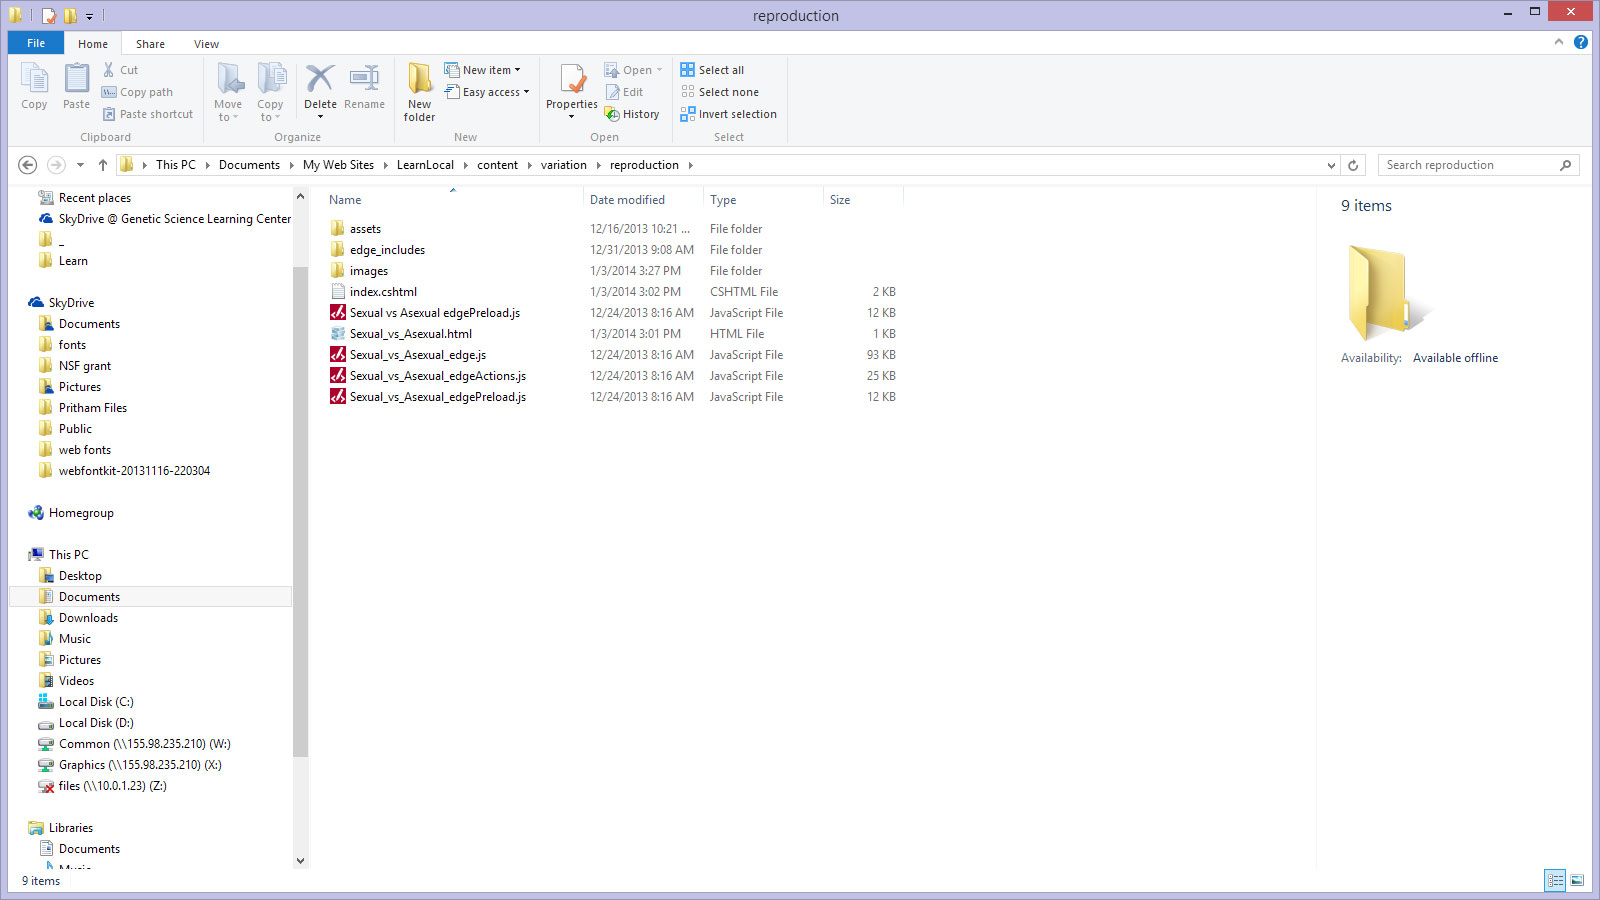 reproduction
File Home Share View
Copy
Paste
Cut
Copy path
Paste shortcut
Clipboard
Move to
Copy to
Delete
Rename
Organize
New folder
New item
Easy access
New
Properties
Open
Edit
History
Open
Select all
Select none
Invert selection
Select
This PC Documents My Web Sites LearnLocal content variation reproduction
Search reproduction
Recent places
SkyDrive @ Genetic Science Learning Center
_
Learn
SkyDrive
Documents
fonts
NSF grant
Pictures
Pritham Files
Public
web fonts
webfontkit-20131116-220304
Homegroup
This PC
Desktop
Documents
Downloads
Music
Pictures
Videos
Local Disk (C:)
Local Disk (D:)
Common (\\155.98.235.210) (W:)
Graphics (\\155.98.235.210) (X:)
files (\\10.0.1.23) (Z:)
Libraries
Documents
Music
Name Date modified Type Size
assets 12/16/2013 10:21 ... File folder
edge_includes 12/31/2013 9:08 AM File folder
images 1/3/2014 3:27 PM File folder
index.cshtml 1/3/2014 3:02 PM CSHTML File 2 KB
Sexual vs Asexual edgePreload.js 12/24/2013 8:16 AM JavaScript File 12 KB
Sexual_vs_Asexual.html 1/3/2014 3:01 PM HTML File 1 KB
Sexual_vs_Asexual_edge.js 12/24/2013 8:16 AM JavaScript File 93 KB
Sexual_vs_Asexual_edgeActions.js 12/24/2013 8:16 AM JavaScript File 25 KB
Sexual_vs_Asexual_edgePreload.js 12/24/2013 8:16 AM JavaScript File 12 KB
9 items
Availability: Available offline
9 items